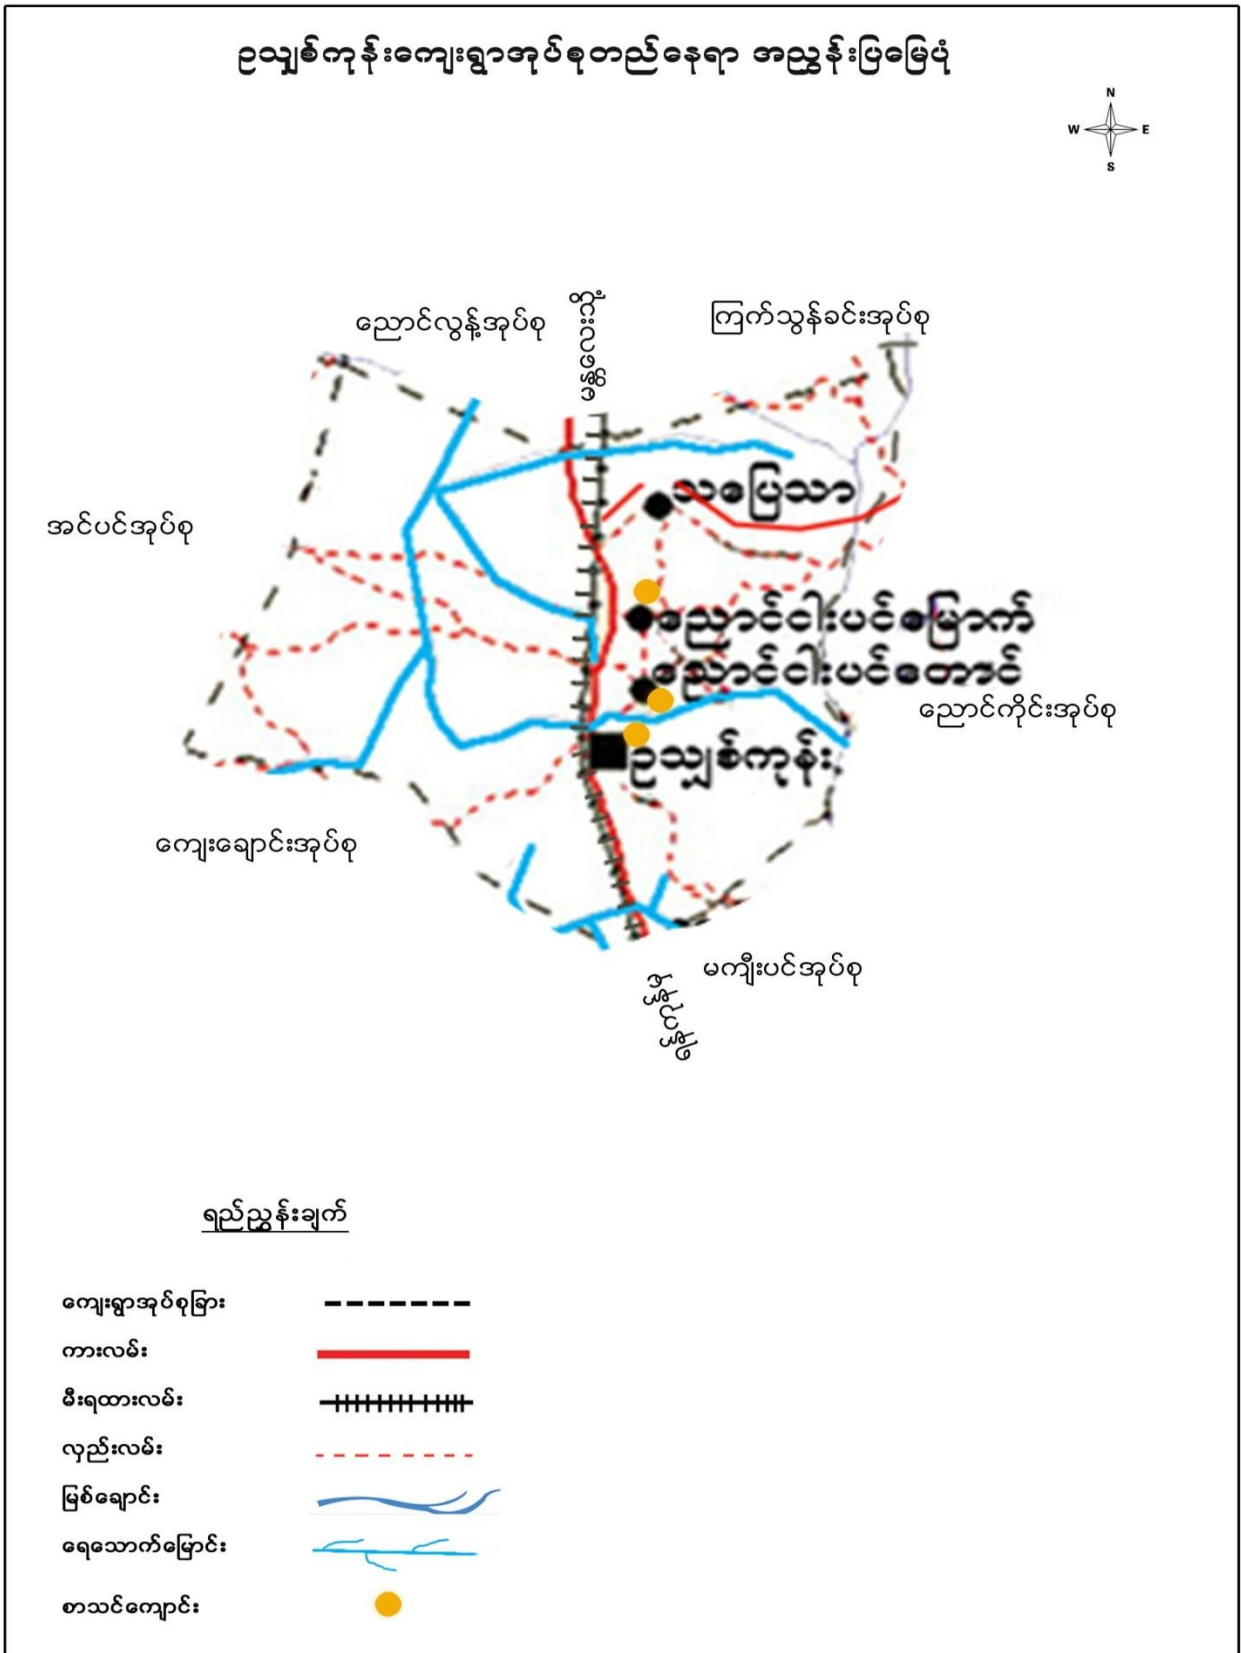 ဥသျှစ်ကုန်းကျေးရွာအုပ်စုတည်နေရာ အညွှန်းပြမြေပုံ
N
W E
S
ညောင်လွန့်အုပ်စု
မန္တလေးသို့
ကြက်သွန်ခင်းအုပ်စု
သပြေသာ
အင်ပင်အုပ်စု
ညောင်ငါးပင်မြောက်
ညောင်ငါးပင်တောင်
ညောင်ကိုင်းအုပ်စု
ဥသျှစ်ကုန်း
ကျေးချောင်းအုပ်စု
မကျီးပင်အုပ်စု
ရည်ညွှန်းချက်
ကျေးရွာအုပ်စုခြား
ကားလမ်း
မီးရထားလမ်း
လှည်းလမ်း
မြစ်ချောင်း
ရေသောက်မြောင်း
စာသင်ကျောင်း